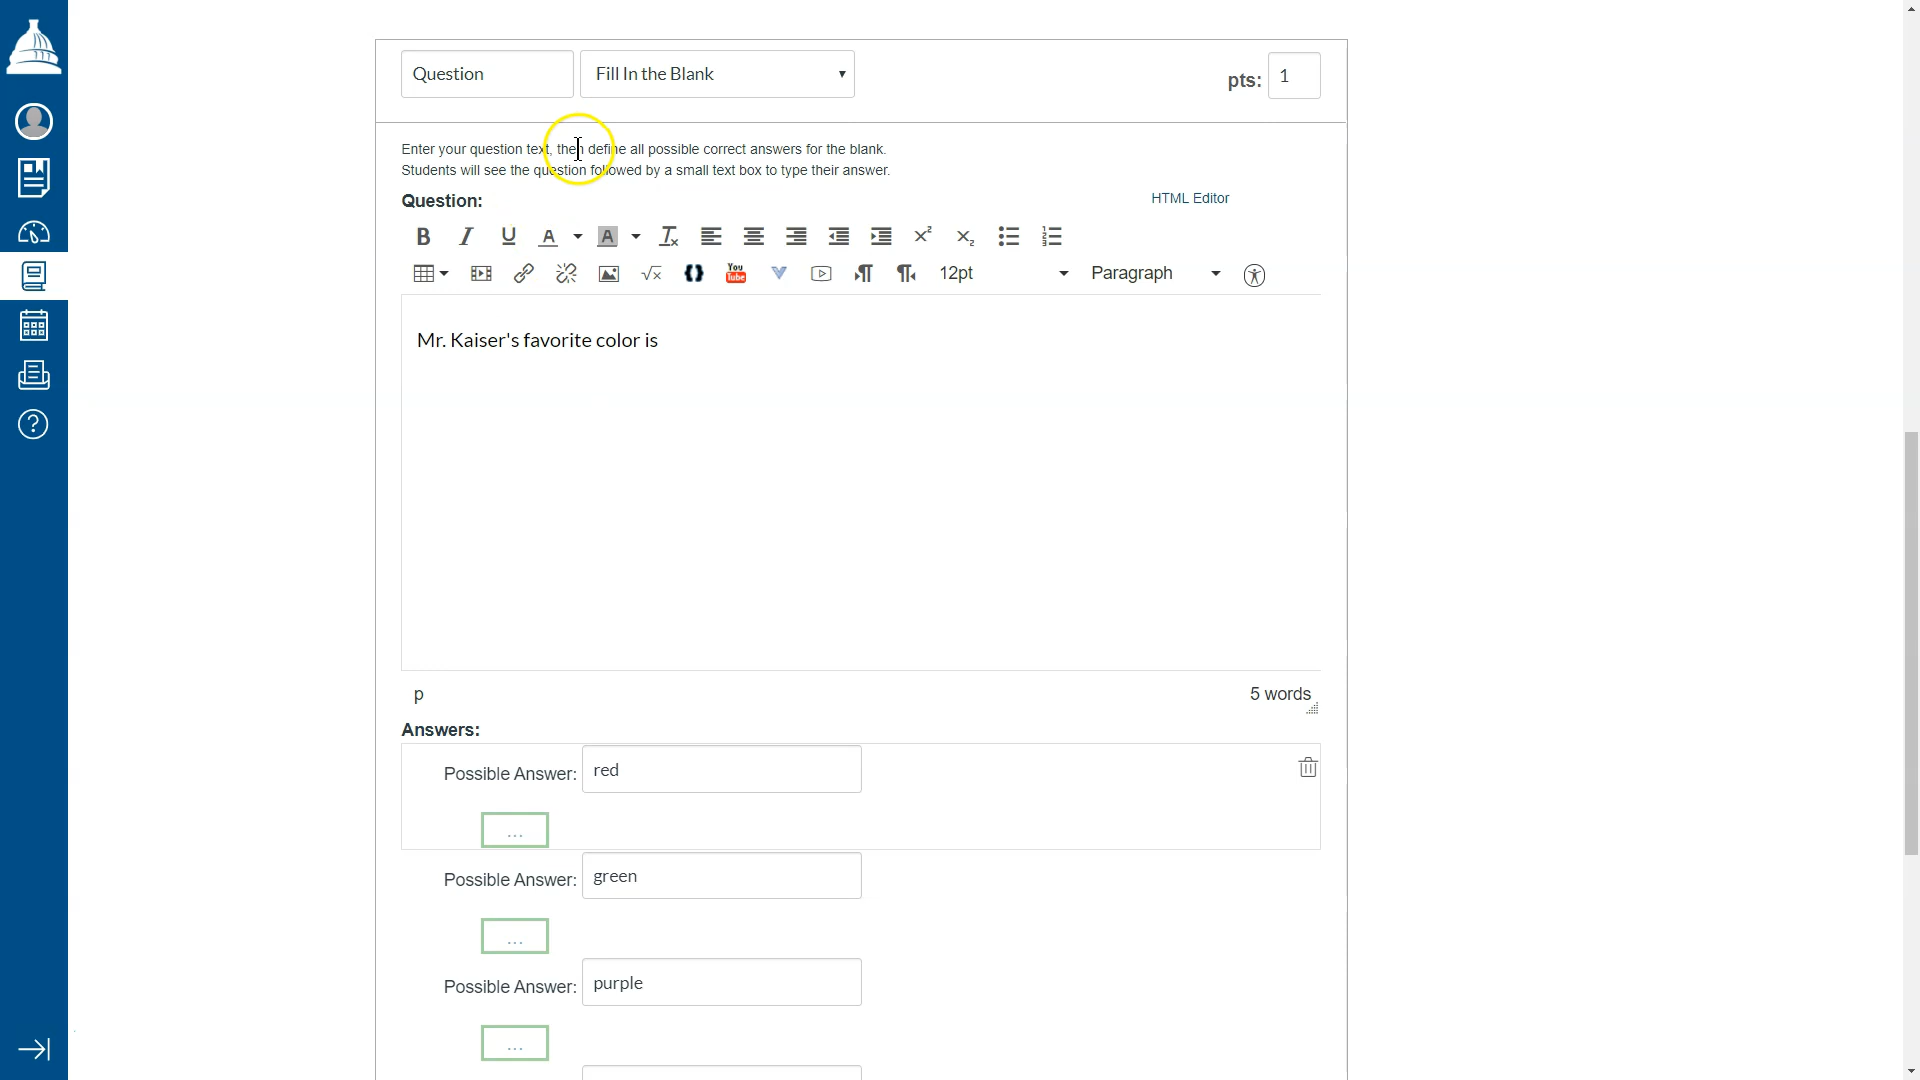 Question
Fill In the Blank
pts: 1
Enter your question text, then define all possible correct answers for the blank.
Students will see the question followed by a small text box to type their answer.
Question:
HTML Editor
12pt
Paragraph
Mr. Kaiser's favorite color is
p
5 words
Answers:
Possible Answer: red
...
Possible Answer: green
...
Possible Answer: purple
...